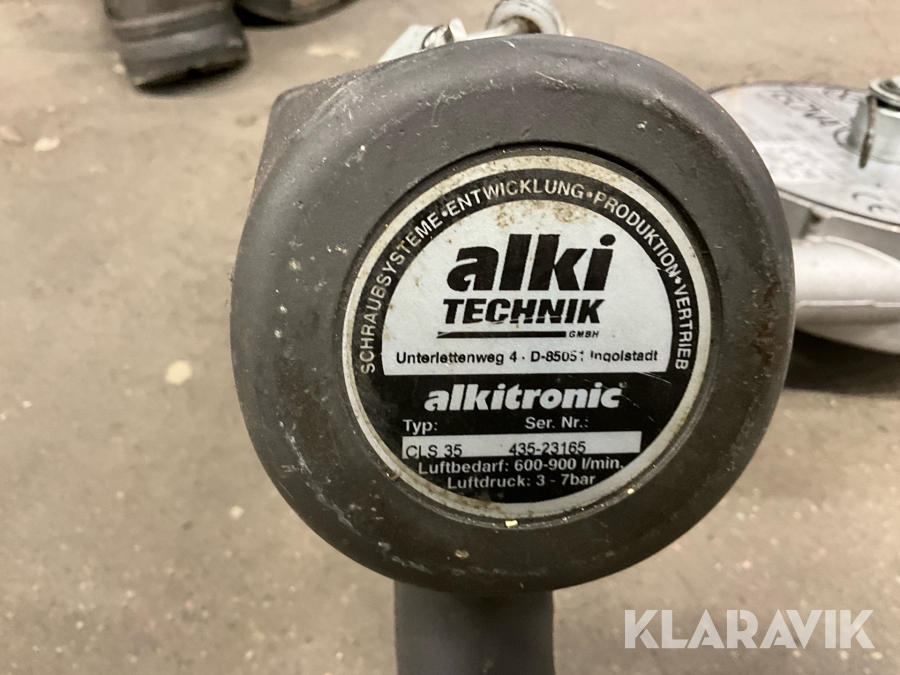 SCHRAUBSYSTEME•ENTWICKLUNG•PRODUKTION•VERTRIEB
alki
TECHNIK
GMBH
Unterlettenweg 4 · D-85051 Ingolstadt
alkitronic
Typ: Ser. Nr.:
CLS 35 435-23165
Luftbedarf: 600-900 l/min.
Luftdruck: 3 - 7bar
KLARAVIK